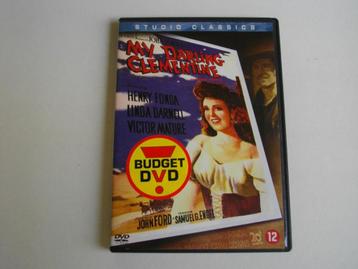 STUDIO CLASSICS
MY DARLING
CLEMENTINE
HENRY FONDA
LINDA DARNELL
VICTOR MATURE
BUDGET
DVD
JOHN FORD
SAMUEL G. ENGEL
DVD
12